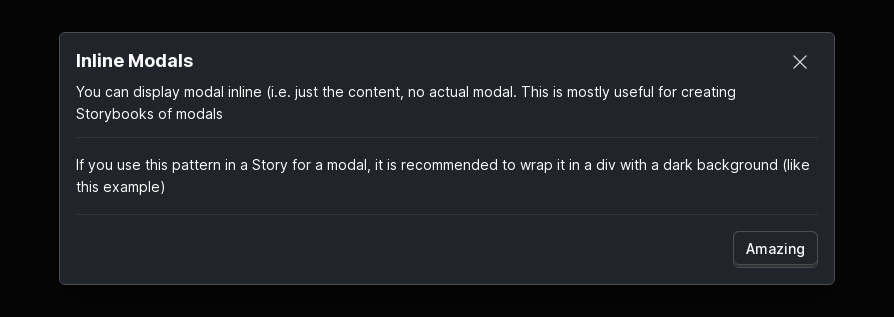 Inline Modals
You can display modal inline (i.e. just the content, no actual modal. This is mostly useful for creating
Storybooks of modals
If you use this pattern in a Story for a modal, it is recommended to wrap it in a div with a dark background (like
this example)
Amazing